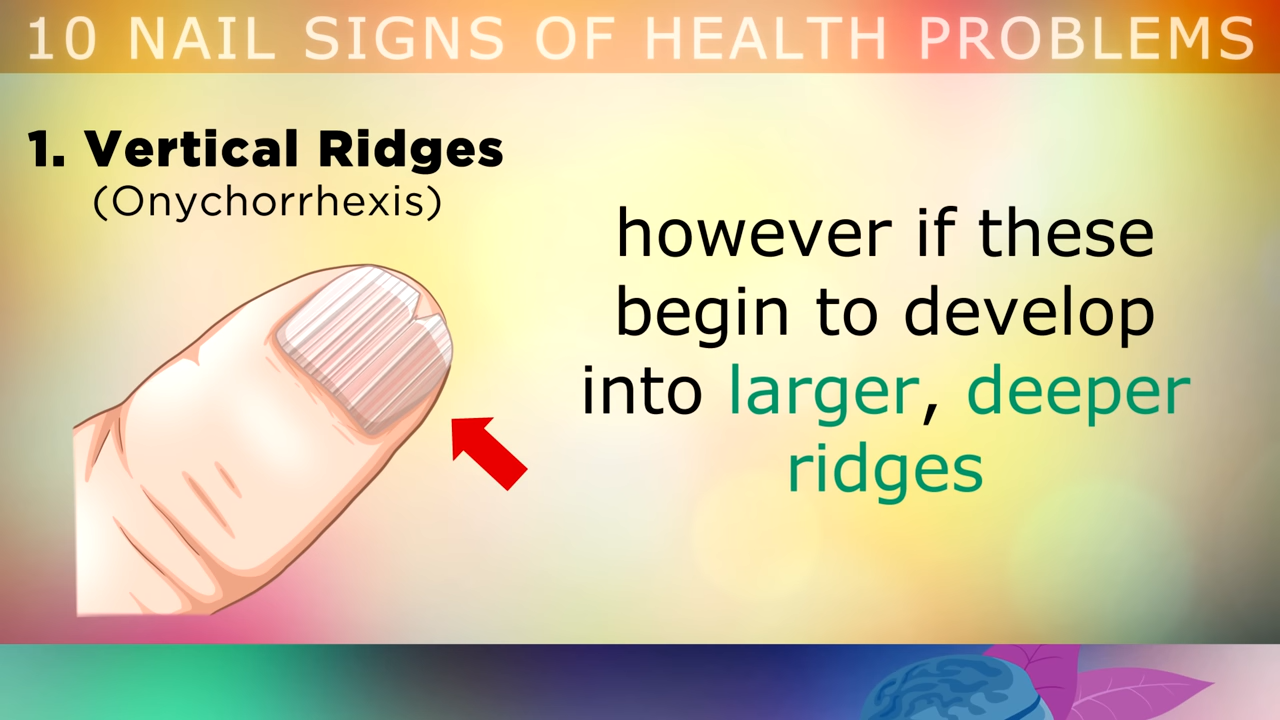 10 NAIL SIGNS OF HEALTH PROBLEMS
1. Vertical Ridges
(Onychorrhexis)
however if these
begin to develop
into larger, deeper
ridges